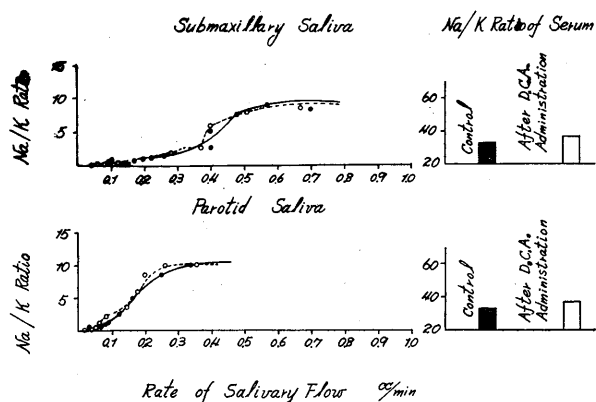 Submaxillary Saliva
Na/K Ratio of Serum
Na/K Ratio
15
10
5
0.1 0.2 0.3 0.4 0.5 0.6 0.7 0.8 0.9 1.0
60
40
20
Control
After D.C.A.
Administration
Parotid Saliva
Na/K Ratio
15
10
5
0.1 0.2 0.3 0.4 0.5 0.6 0.7 0.8 0.9 1.0
60
40
20
Control
After D.C.A.
Administration
Rate of Salivary Flow cc/min